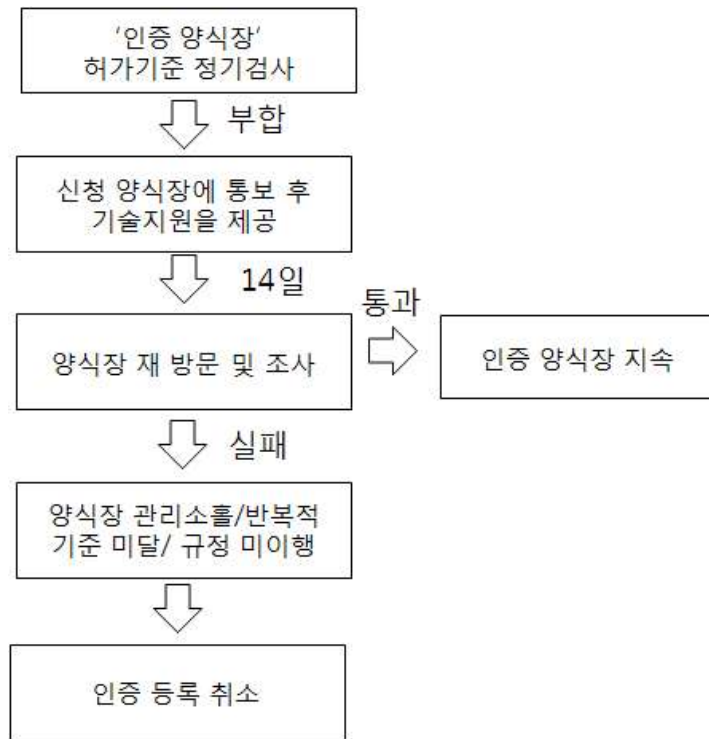 ‘인증 양식장’
허가기준 정기검사
부합
신청 양식장에 통보 후
기술지원을 제공
14일
통과
양식장 재 방문 및 조사
인증 양식장 지속
실패
양식장 관리소홀/반복적
기준 미달/ 규정 미이행
인증 등록 취소